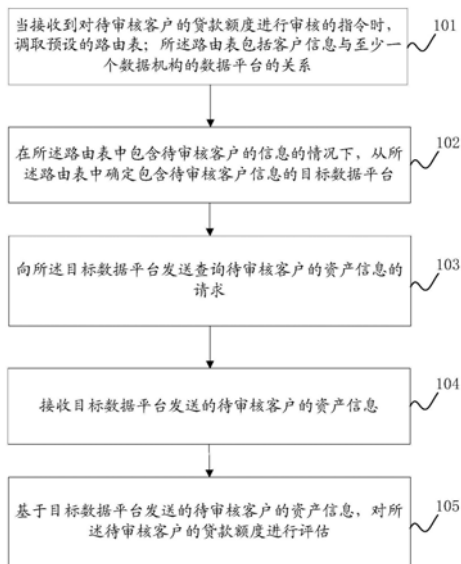 当接收到对待审核客户的贷款额度进行审核的指令时，
调取预设的路由表；所述路由表包括客户信息与至少一
个数据机构的数据平台的关系
101
在所述路由表中包含待审核客户的信息的情况下，从所
述路由表中确定包含待审核客户信息的目标数据平台
102
向所述目标数据平台发送查询待审核客户的资产信息的
请求
103
接收目标数据平台发送的待审核客户的资产信息
104
基于目标数据平台发送的待审核客户的资产信息，对所
述待审核客户的贷款额度进行评估
105